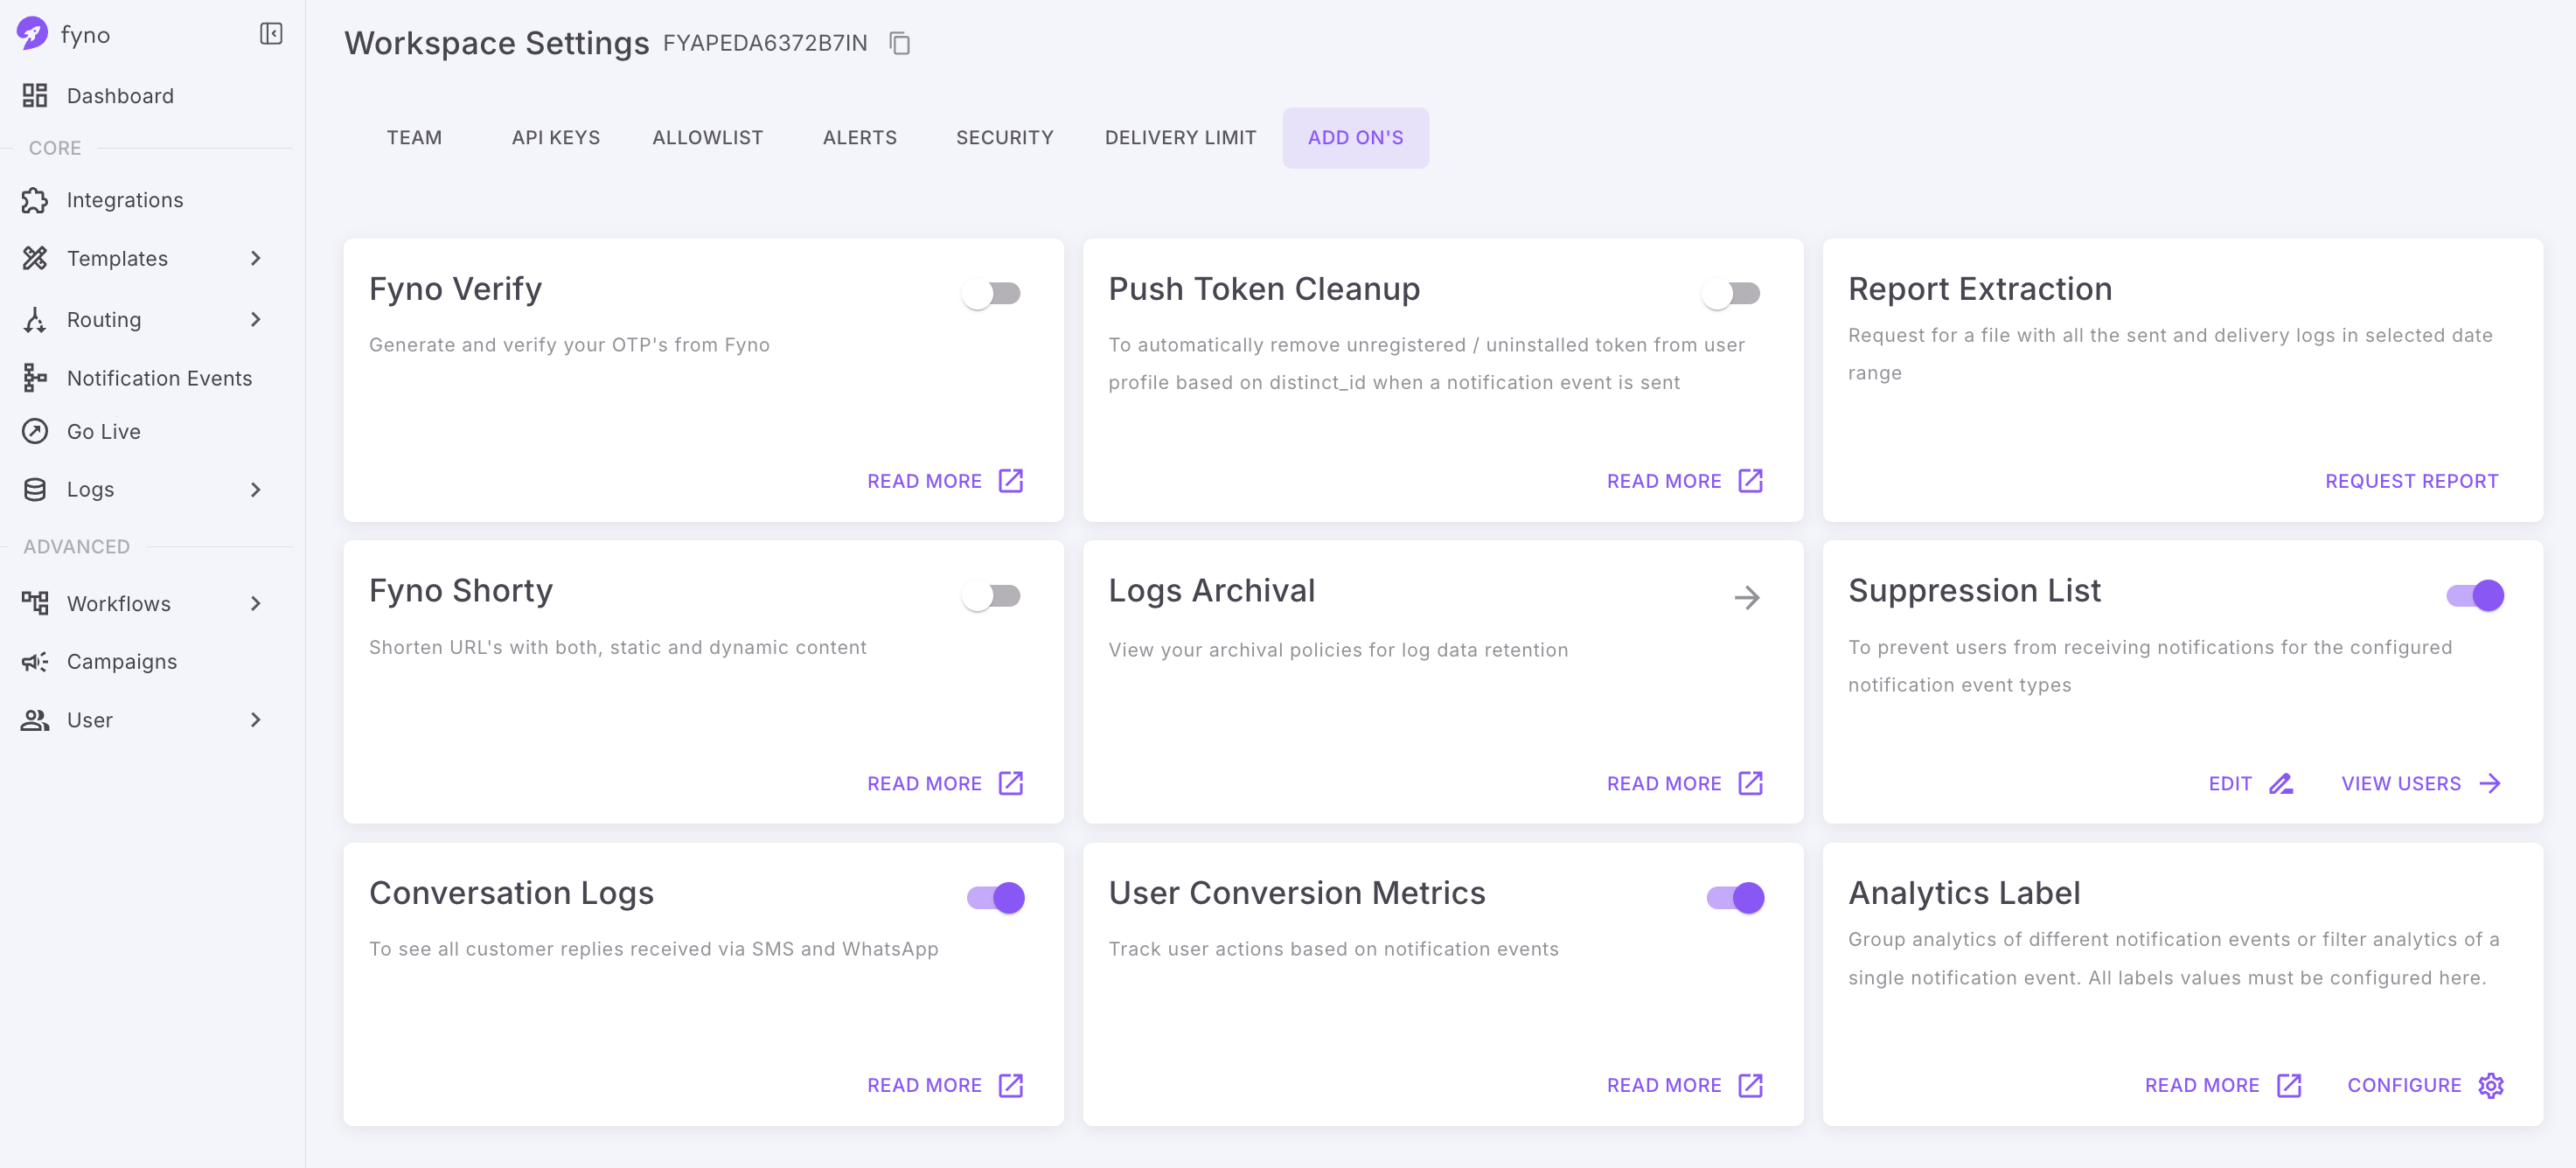 fyno
Dashboard
CORE
Integrations
Templates
Routing
Notification Events
Go Live
Logs
ADVANCED
Workflows
Campaigns
User
Workspace Settings FYAPEDA6372B7IN
TEAM API KEYS ALLOWLIST ALERTS SECURITY DELIVERY LIMIT ADD ON'S
Fyno Verify
Generate and verify your OTP's from Fyno
READ MORE
Push Token Cleanup
To automatically remove unregistered / uninstalled token from user
profile based on distinct_id when a notification event is sent
READ MORE
Report Extraction
Request for a file with all the sent and delivery logs in selected date
range
REQUEST REPORT
Fyno Shorty
Shorten URL's with both, static and dynamic content
READ MORE
Logs Archival
View your archival policies for log data retention
READ MORE
Suppression List
To prevent users from receiving notifications for the configured
notification event types
EDIT VIEW USERS
Conversation Logs
To see all customer replies received via SMS and WhatsApp
READ MORE
User Conversion Metrics
Track user actions based on notification events
READ MORE
Analytics Label
Group analytics of different notification events or filter analytics of a
single notification event. All labels values must be configured here.
READ MORE CONFIGURE